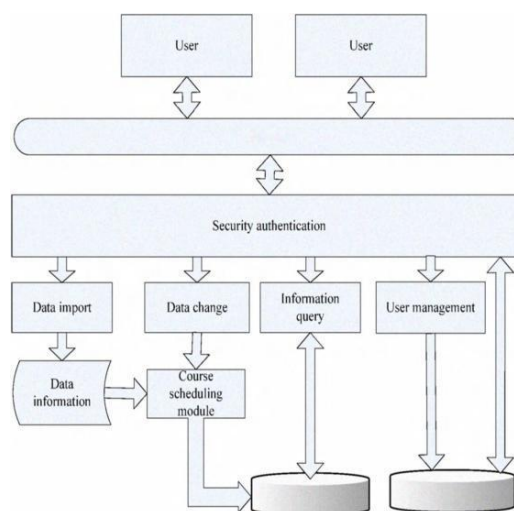 User
User
Security authentication
Data import
Data change
Information
query
User management
Data
information
Course
scheduling
module